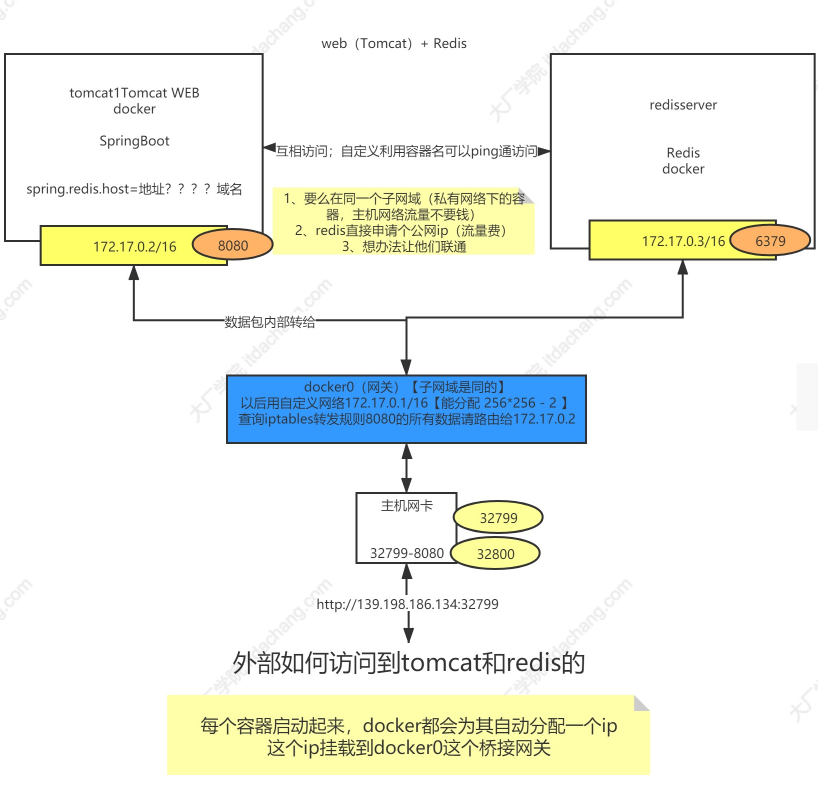 web（Tomcat）+ Redis
tomcat1Tomcat WEB
docker
SpringBoot
spring.redis.host=地址？？？？域名
172.17.0.2/16
8080
互相访问；自定义利用容器名可以ping通访问
1、要么在同一个子网域（私有网络下的容
器，主机网络流量不要钱）
2、redis直接申请个公网ip（流量费）
3、想办法让他们联通
redisserver
Redis
docker
172.17.0.3/16
6379
数据包内部转给
docker0（网关）【子网域是同的】
以后用自定义网络172.17.0.1/16【能分配 256*256 - 2 】
查询iptables转发规则8080的所有数据请路由给172.17.0.2
主机网卡
32799-8080
32799
32800
http://139.198.186.134:32799
外部如何访问到tomcat和redis的
每个容器启动起来，docker都会为其自动分配一个ip
这个ip挂载到docker0这个桥接网关
大厂学院 itdachang.com